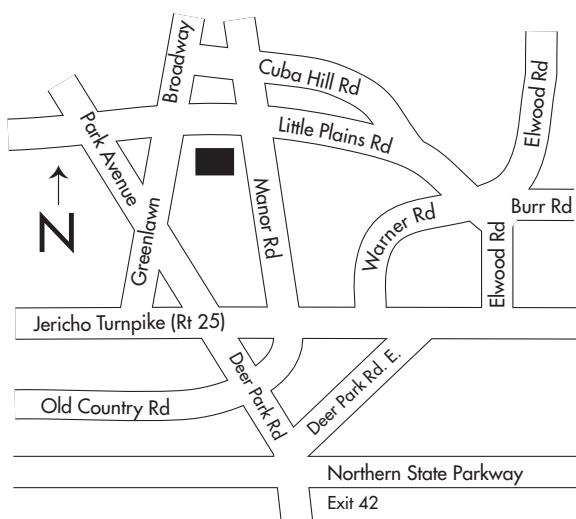 Broadway
Cuba Hill Rd
Elwood Rd
Park Avenue
Little Plains Rd
N
Manor Rd
Greenlawn
Warner Rd
Burr Rd
Elwood Rd
Jericho Turnpike (Rt 25)
Deer Park Rd
Deer Park Rd. E.
Old Country Rd
Northern State Parkway
Exit 42